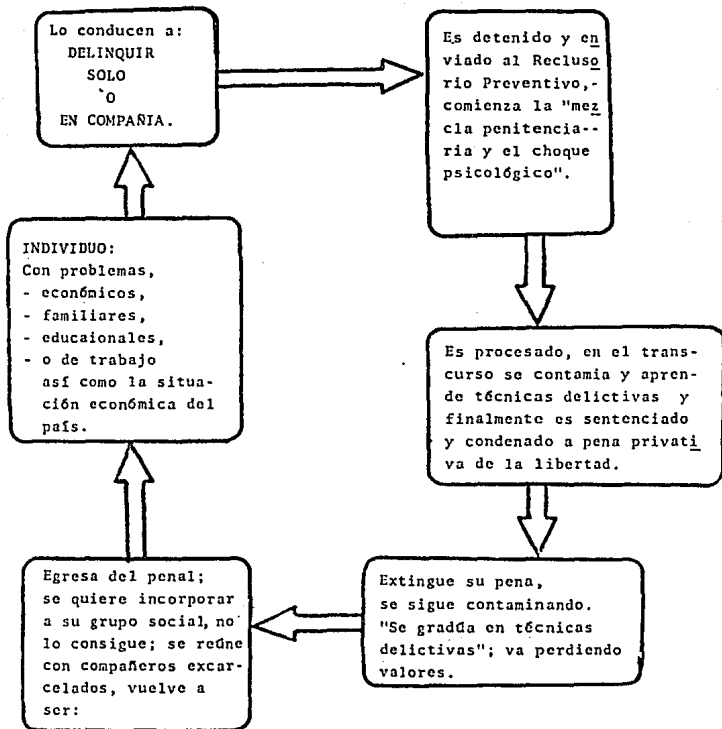 Lo conducen a:
DELINQUIR
SOLO
`O
EN COMPAÑIA.
Es detenido y en
viado al Recluso
rio Preventivo,-
comienza la "mez
cla penitencia--
rria y el choque
psicológico".
Es procesado, en el trans-
curso se contamia y apren-
de técnicas delictivas y
finalmente es sentenciado
y condenado a pena privati
va de la libertad.
Extingue su pena,
se sigue contaminando.
"Se gradúa en técnicas
delictivas"; va perdiendo
valores.
Egresa del penal;
se quiere incorporar
a su grupo social, no
lo consigue; se reúne
con compañeros excar-
celados, vuelve a
ser:
INDIVIDUO:
Con problemas,
- económicos,
- familiares,
- educaionales,
- o de trabajo
así como la situa-
ción económica del
país.